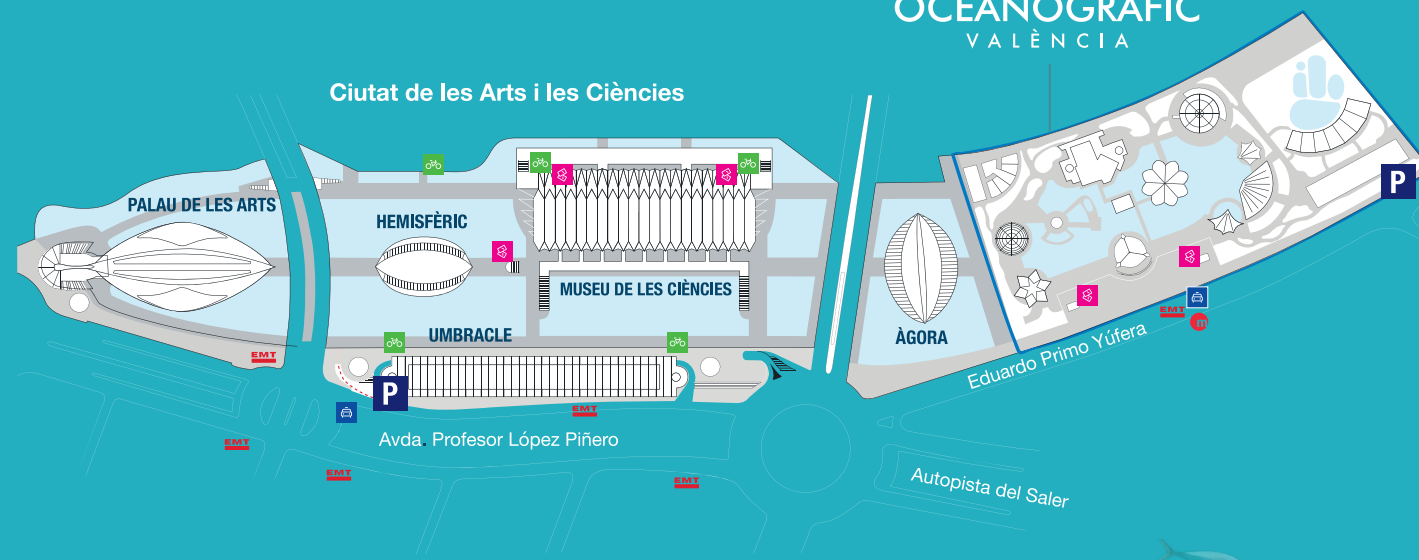 OCEANOGRÀFIC
VALÈNCIA
Ciutat de les Arts i les Ciències
PALAU DE LES ARTS
HEMISFÈRIC
MUSEU DE LES CIÈNCIES
UMBRACLE
ÀGORA
P
P
EMT
m
Eduardo Primo Yúfera
EMT
EMT
EMT
EMT
EMT
Avda. Profesor López Piñero
Autopista del Saler